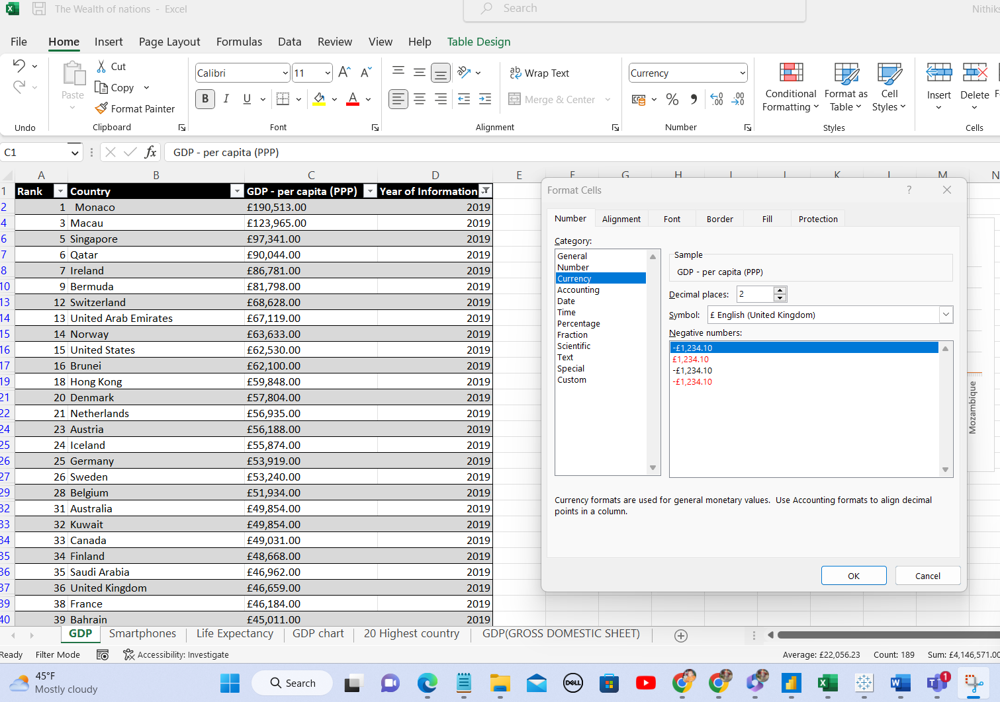 The Wealth of nations - Excel
Search
File Home Insert Page Layout Formulas Data Review View Help Table Design
Cut
Copy
Paste
Format Painter
Calibri 11
B I U A
ab Wrap Text
Merge & Center
Currency
% 9 .00 .00
Conditional Formatting
Format as Table
Cell Styles
Insert
Delete
Undo Clipboard Font Alignment Number Styles Cells
C1 fx GDP - per capita (PPP)
A B C D E F G H I J K L M N
1 Rank Country GDP - per capita (PPP) Year of Information
2 1 Monaco £190,513.00 2019
4 3 Macau £123,965.00 2019
6 5 Singapore £97,341.00 2019
7 6 Qatar £90,044.00 2019
8 7 Ireland £86,781.00 2019
10 9 Bermuda £81,798.00 2019
13 12 Switzerland £68,628.00 2019
14 13 United Arab Emirates £67,119.00 2019
15 14 Norway £63,633.00 2019
16 15 United States £62,530.00 2019
17 16 Brunei £62,100.00 2019
19 18 Hong Kong £59,848.00 2019
21 20 Denmark £57,804.00 2019
22 21 Netherlands £56,935.00 2019
24 23 Austria £56,188.00 2019
25 24 Iceland £55,874.00 2019
26 25 Germany £53,919.00 2019
27 26 Sweden £53,240.00 2019
29 28 Belgium £51,934.00 2019
32 31 Australia £49,854.00 2019
33 32 Kuwait £49,854.00 2019
34 33 Canada £49,031.00 2019
35 34 Finland £48,668.00 2019
36 35 Saudi Arabia £46,962.00 2019
37 36 United Kingdom £46,659.00 2019
39 38 France £46,184.00 2019
40 39 Bahrain £45,011.00 2019
Format Cells ?
Number Alignment Font Border Fill Protection
Category:
General
Number
Currency
Accounting
Date
Time
Percentage
Fraction
Scientific
Text
Special
Custom
Sample
GDP - per capita (PPP)
Decimal places: 2
Symbol: £ English (United Kingdom)
Negative numbers:
-£1,234.10
£1,234.10
-£1,234.10
-£1,234.10
Currency formats are used for general monetary values. Use Accounting formats to align decimal
points in a column.
OK Cancel
Mozambique
GDP Smartphones Life Expectancy GDP chart 20 Highest country GDP(GROSS DOMESTIC SHEET)
Ready Filter Mode Accessibility: Investigate Average: £22,056.23 Count: 189
45°F
Mostly cloudy
Search
DELL
1